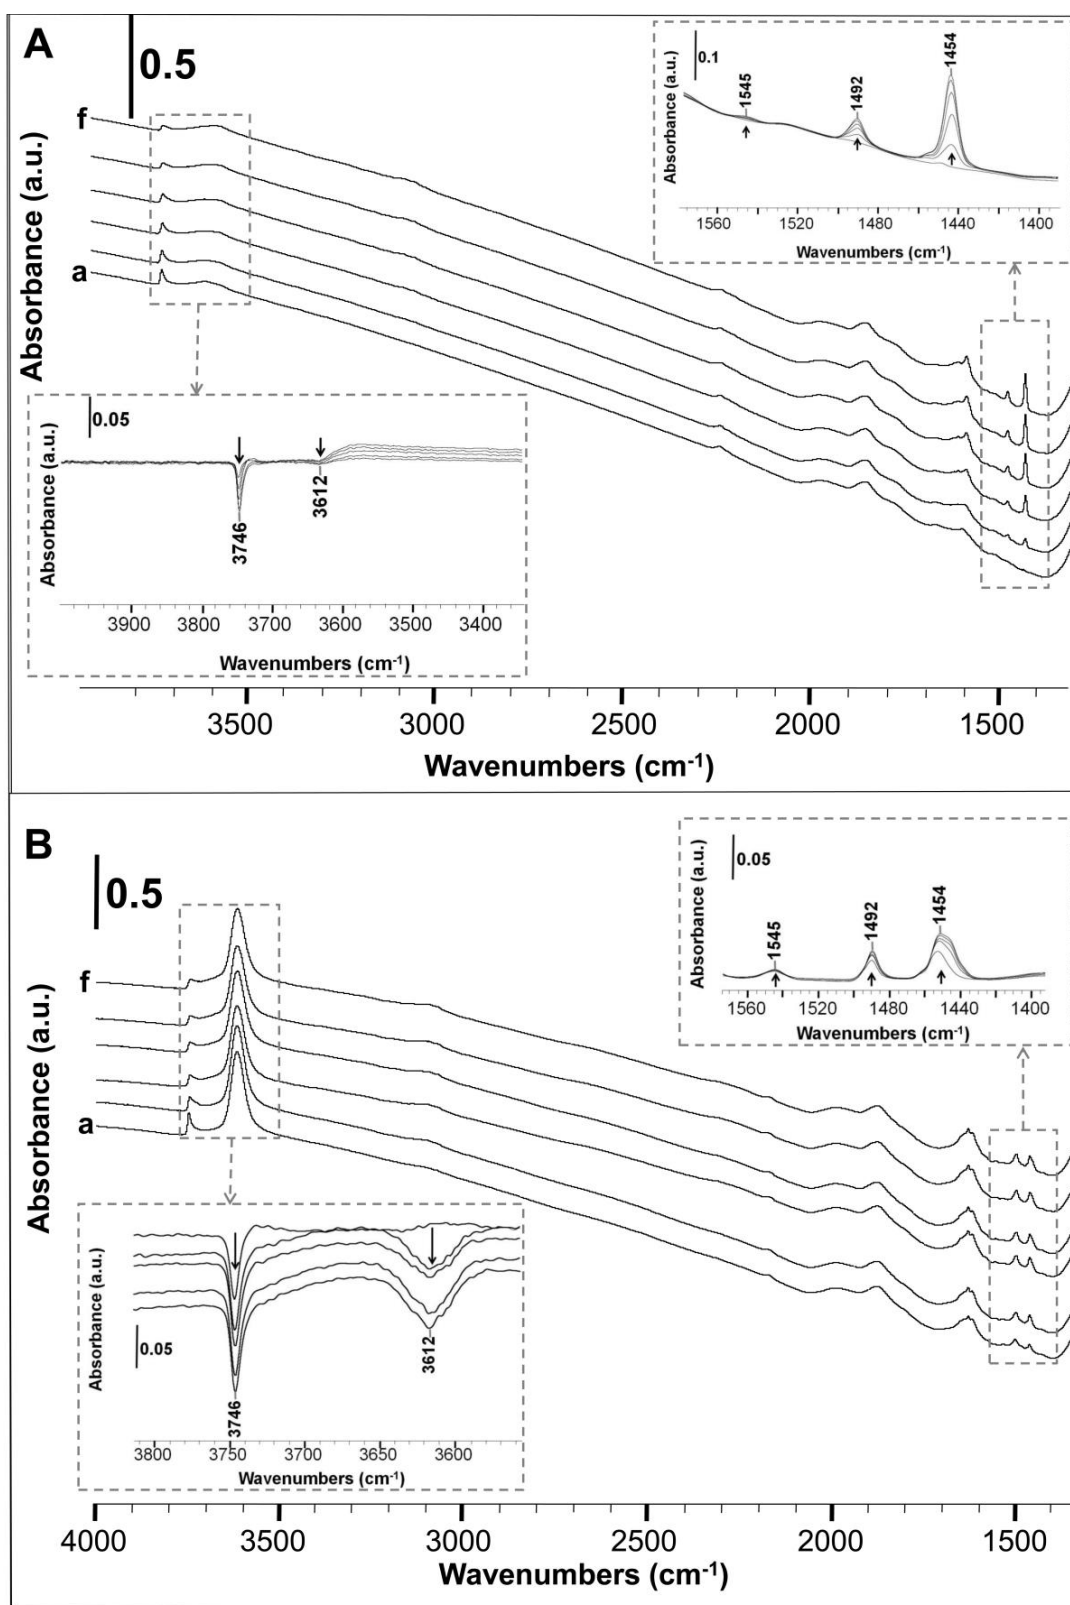 A
0.5
f
a
Absorbance (a.u.)
0.1
1545
1492
1454
Absorbance (a.u.)
1560 1520 1480 1440 1400
Wavenumbers (cm-1)
0.05
Absorbance (a.u.)
3746
3612
3900 3800 3700 3600 3500 3400
Wavenumbers (cm-1)
3500 3000 2500 2000 1500
Wavenumbers (cm-1)
B
0.5
f
a
Absorbance (a.u.)
0.05
1545
1492
1454
Absorbance (a.u.)
1560 1520 1480 1440 1400
Wavenumbers (cm-1)
Absorbance (a.u.)
0.05
3746
3612
3800 3750 3700 3650 3600
Wavenumbers (cm-1)
4000 3500 3000 2500 2000 1500
Wavenumbers (cm-1)